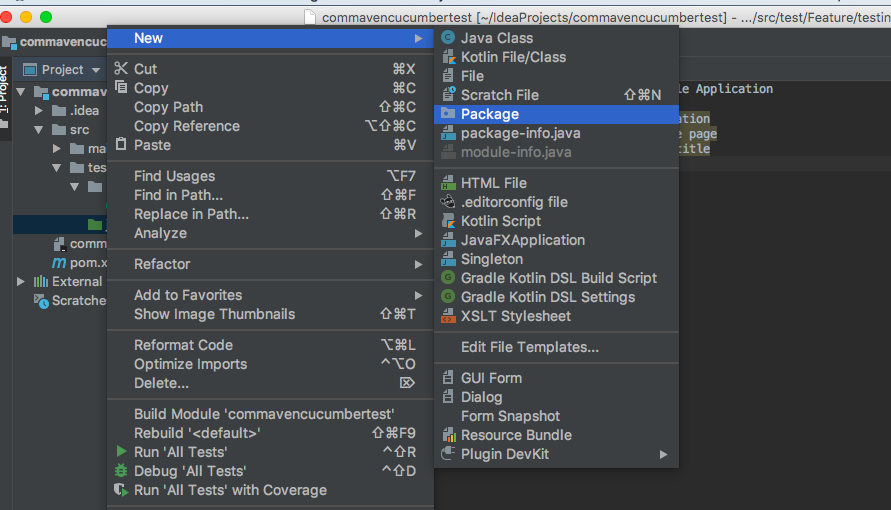 commavencucumbertest [~/IdeaProjects/commavencucumbertest] – .../src/test/Feature/testin
commavencuc
1: Project
Project
commav
.idea
src
ma
tes
comm
pom.x
External
Scratche
New
Cut ⌘X
Copy ⌘C
Copy Path ⇧⌘C
Copy Reference ⌥⇧⌘C
Paste ⌘V
Find Usages ⌥F7
Find in Path... ⇧⌘F
Replace in Path... ⇧⌘R
Analyze
Refactor
Add to Favorites
Show Image Thumbnails ⇧⌘T
Reformat Code ⌥⌘L
Optimize Imports ^⌥O
Delete... ⌦
Build Module 'commavencucumbertest'
Rebuild '<default>' ⇧⌘F9
Run 'All Tests' ^⇧R
Debug 'All Tests' ^⇧D
Run 'All Tests' with Coverage
Java Class
Kotlin File/Class
File
Scratch File ⇧⌘N
Package
package-info.java
module-info.java
HTML File
.editorconfig file
Kotlin Script
JavaFXApplication
Singleton
Gradle Kotlin DSL Build Script
Gradle Kotlin DSL Settings
XSLT Stylesheet
Edit File Templates...
GUI Form
Dialog
Form Snapshot
Resource Bundle
Plugin DevKit
le Application
ation
e page
title